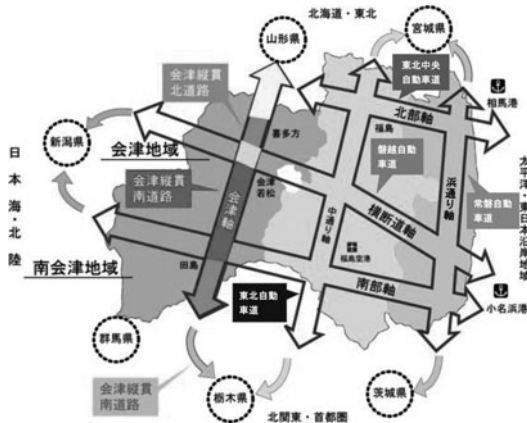 北海道・東北
山形県
宮城県
会津縦貫
北道路
東北中央
自動車道
相馬港
北部軸
喜多方
福島
新潟県
会津地域
磐越自動
車道
日本海・北陸
会津縦貫
南道路
会津
若松
会津軸
中通り軸
横断道軸
浜通り軸
常磐自動
車道
太平洋・東日本沿岸地域
福島空港
南会津地域
田島
南部軸
東北自動
車道
小名浜港
群馬県
会津縦貫
南道路
栃木県
茨城県
北関東・首都圏